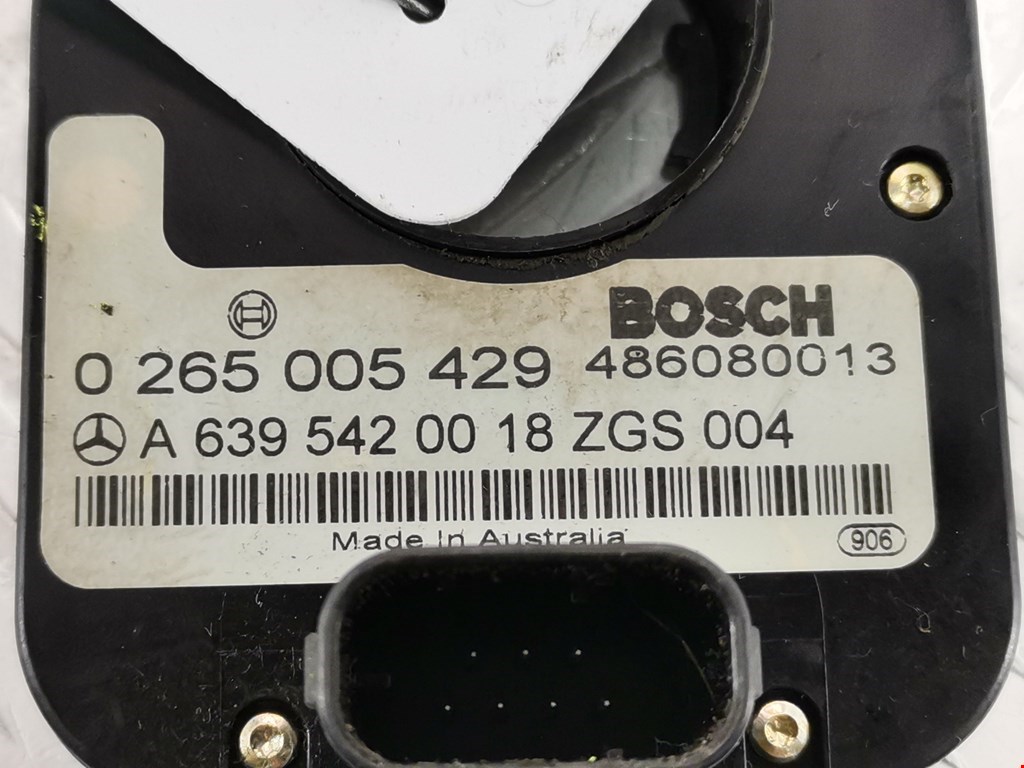 BOSCH
0 265 005 429 486080013
A 639 542 00 18 ZGS 004
Made In Australia
906